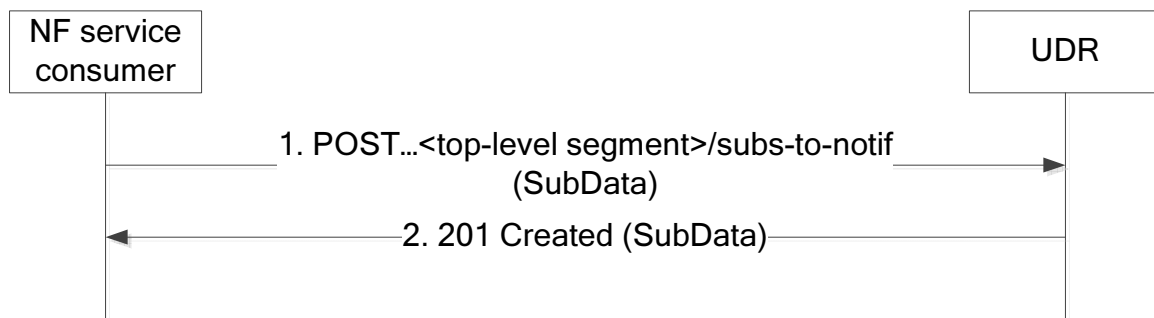 NF service
consumer
UDR
1. POST…<top-level segment>/subs-to-notif
(SubData)
2. 201 Created (SubData)